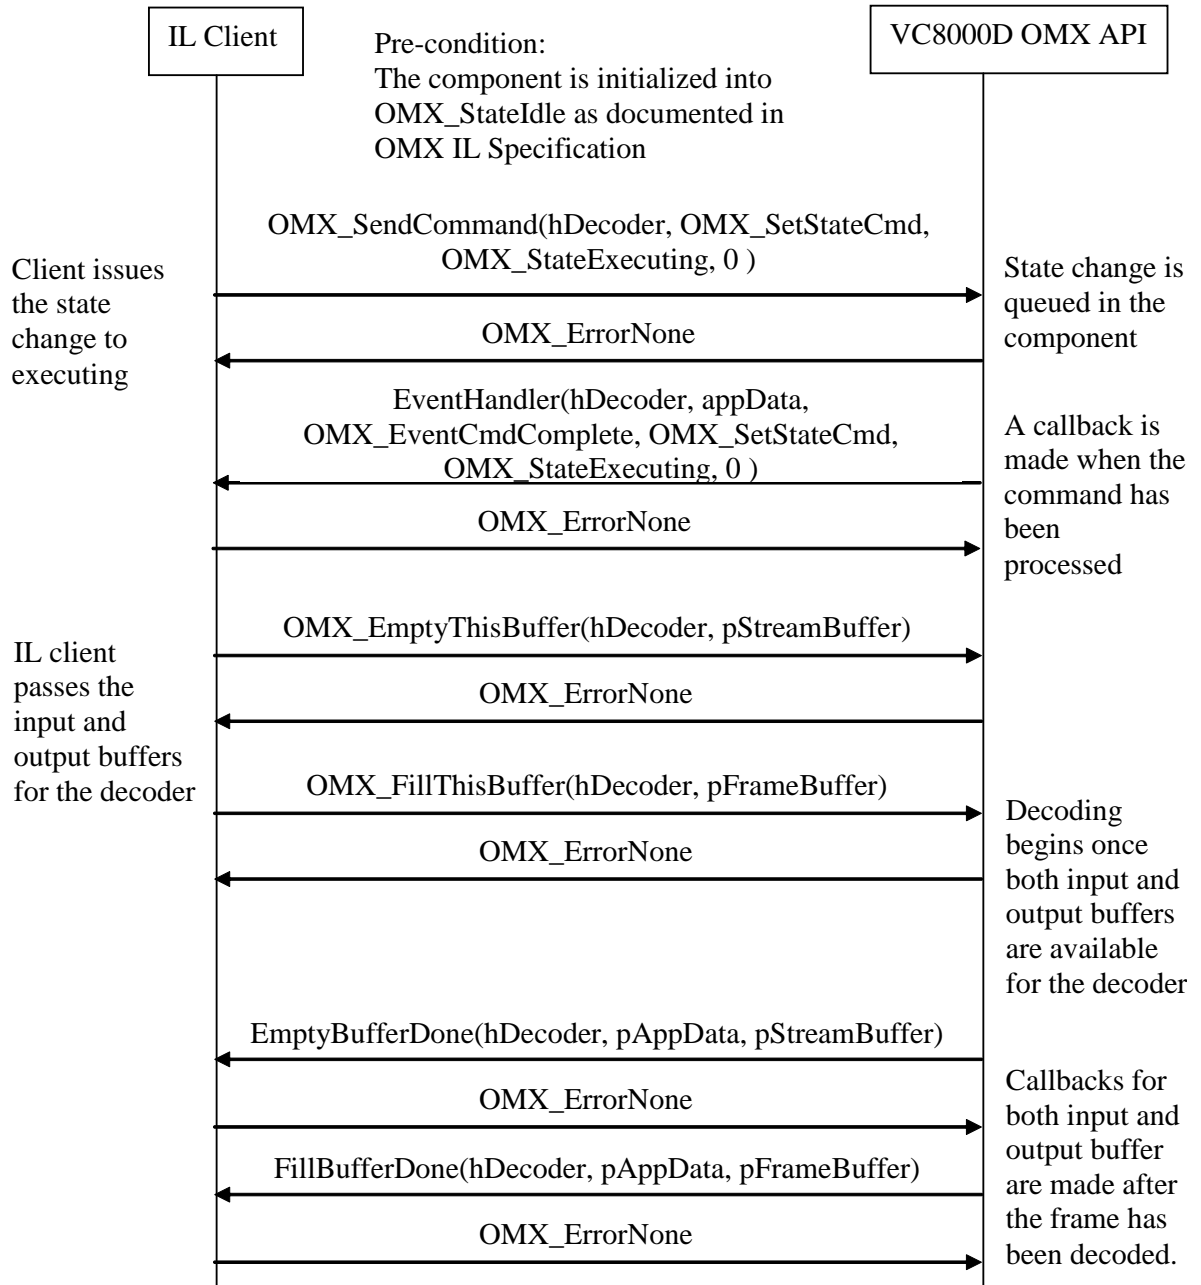 IL Client
VC8000D OMX API
Pre-condition:
The component is initialized into
OMX_StateIdle as documented in
OMX IL Specification
OMX_SendCommand(hDecoder, OMX_SetStateCmd,
OMX_StateExecuting, 0 )
Client issues
the state
change to
executing
State change is
queued in the
component
OMX_ErrorNone
EventHandler(hDecoder, appData,
OMX_EventCmdComplete, OMX_SetStateCmd,
OMX_StateExecuting, 0 )
A callback is
made when the
command has
been
processed
OMX_ErrorNone
OMX_EmptyThisBuffer(hDecoder, pStreamBuffer)
IL client
passes the
input and
output buffers
for the decoder
OMX_ErrorNone
OMX_FillThisBuffer(hDecoder, pFrameBuffer)
OMX_ErrorNone
Decoding
begins once
both input and
output buffers
are available
for the decoder
EmptyBufferDone(hDecoder, pAppData, pStreamBuffer)
OMX_ErrorNone
FillBufferDone(hDecoder, pAppData, pFrameBuffer)
OMX_ErrorNone
Callbacks for
both input and
output buffer
are made after
the frame has
been decoded.